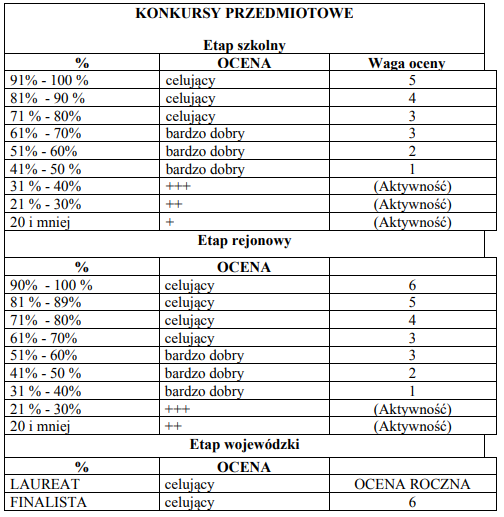 KONKURSY PRZEDMIOTOWE
Etap szkolny
% OCENA Waga oceny
91% - 100 % celujący 5
81% - 90 % celujący 4
71 % - 80% celujący 3
61% - 70% bardzo dobry 3
51% - 60% bardzo dobry 2
41% - 50 % bardzo dobry 1
31 % - 40% +++ (Aktywność)
21 % - 30% ++ (Aktywność)
20 i mniej + (Aktywność)
Etap rejonowy
% OCENA
90% - 100 % celujący 6
81 % - 89% celujący 5
71% - 80% celujący 4
61% - 70% celujący 3
51% - 60% bardzo dobry 3
41% - 50 % bardzo dobry 2
31 % - 40% bardzo dobry 1
21 % - 30% +++ (Aktywność)
20 i mniej ++ (Aktywność)
Etap wojewódzki
% OCENA
LAUREAT celujący OCENA ROCZNA
FINALISTA celujący 6